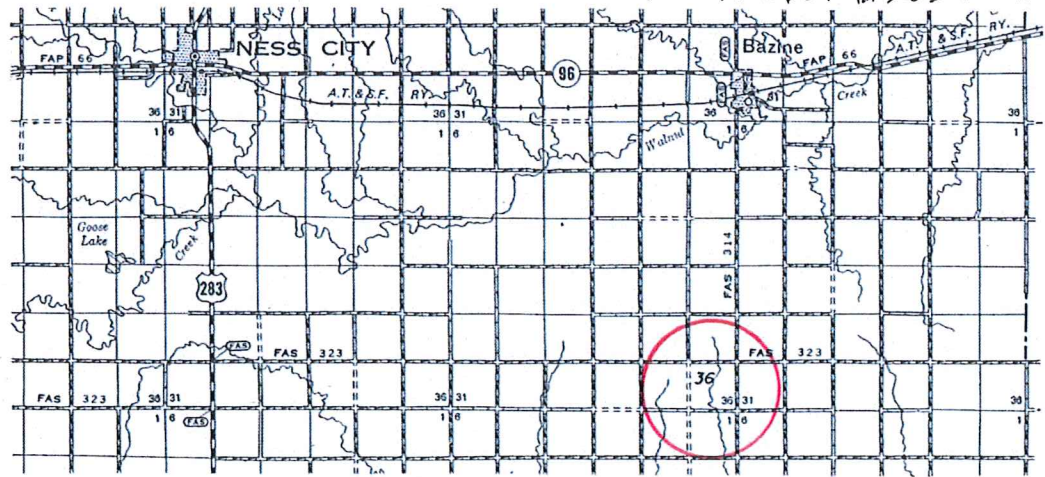 NESS CITY
Bazine
FAS
A.T. & S.F. RY.
FAP 66
96
FAP 66
FAS
Creek
A.T. & S.F. RY.
36 31
36 31
36
31
36
1 6
1 6
Walnut
1 6
1
Goose
Lake
Creek
FAS 314
283
FAS
FAS 323
FAS 323
36
FAS 323
36 31
36 31
36 31
36
1 6
FAS
1 6
1 6
1